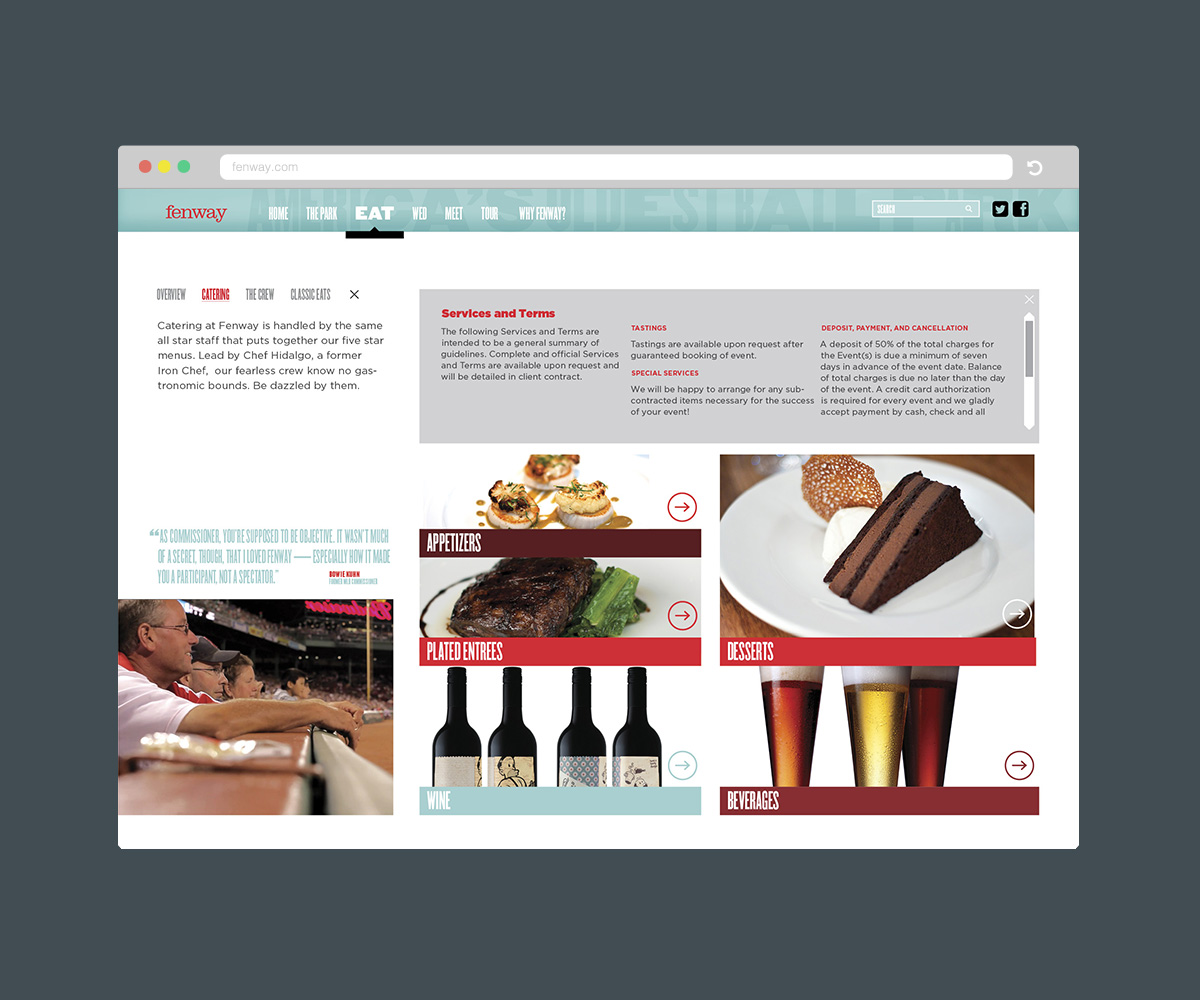 fenway.com
AMERICA'S
BALL
PARK
fenway
HOME THE PARK EAT WED MEET TOUR WHY FENWAY?
SEARCH
OVERVIEW CATERING THE CREW CLASSIC EATS
Catering at Fenway is handled by the same
all star staff that puts together our five star
menus. Lead by Chef Hidalgo, a former
Iron Chef, our fearless crew know no gas-
tronomic bounds. Be dazzled by them.
Services and Terms
The following Services and Terms are
intended to be a general summary of
guidelines. Complete and official Services
and Terms are available upon request and
will be detailed in client contract.
TASTINGS
Tastings are available upon request after
guaranteed booking of event.
SPECIAL SERVICES
We will be happy to arrange for any sub-
contracted items necessary for the success
of your event!
DEPOSIT, PAYMENT, AND CANCELLATION
A deposit of 50% of the total charges for
the Event(s) is due a minimum of seven
days in advance of the event date. Balance
of total charges is due no later than the day
of the event. A credit card authorization
is required for every event and we gladly
accept payment by cash, check and all
“AS COMMISSIONER, YOU'RE SUPPOSED TO BE OBJECTIVE. IT WASN'T MUCH
OF A SECRET, THOUGH, THAT I LOVED FENWAY — ESPECIALLY HOW IT MADE
YOU A PARTICIPANT, NOT A SPECTATOR.”
BOWIE KUHN
FORMER MLB COMMISSIONER
Budweiser
APPETIZERS
PLATED ENTREES
DESSERTS
WINE
BEVERAGES